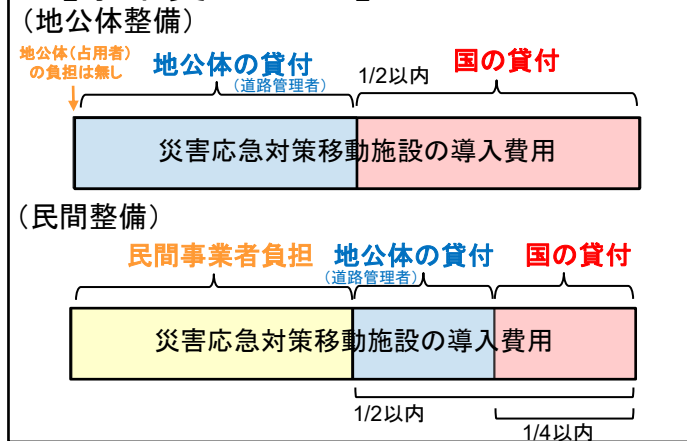 （地公体整備）
地公体（占用者）
の負担は無し
地公体の貸付
（道路管理者）
1/2以内
国の貸付
災害応急対策移動施設の導入費用
（民間整備）
民間事業者負担
地公体の貸付
（道路管理者）
国の貸付
災害応急対策移動施設の導入費用
1/2以内
1/4以内